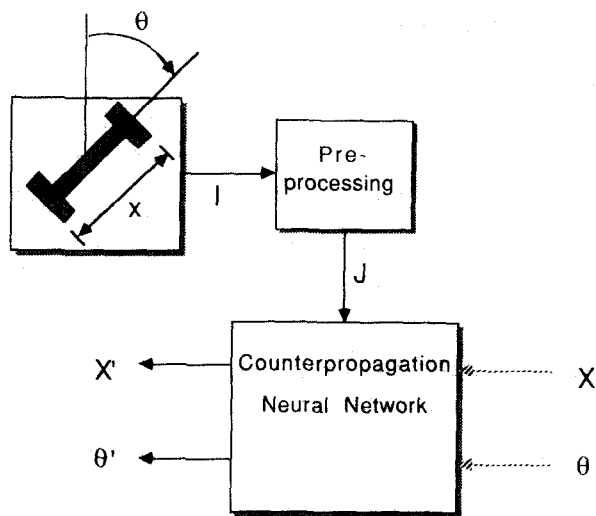 θ
x
I
Pre-
processing
J
Counterpropagation
Neural Network
X'
X
θ'
θ